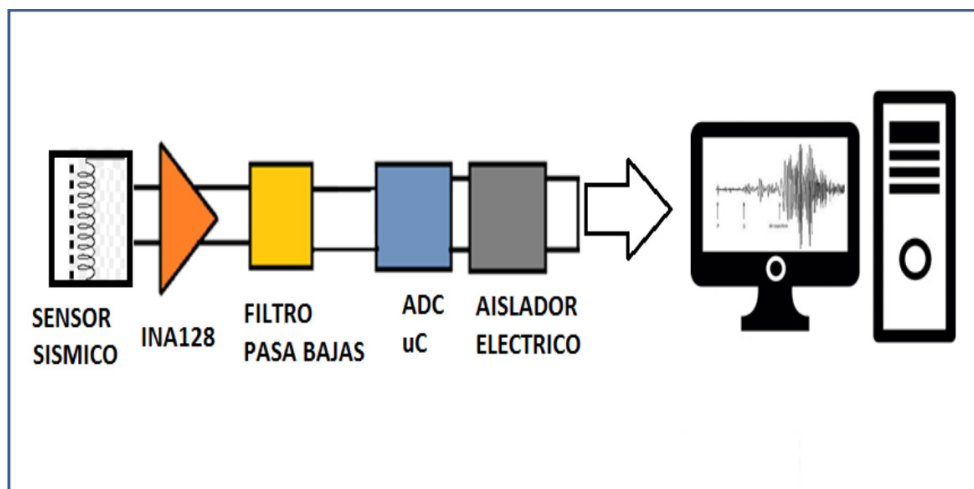 SENSOR
SISMICO
INA128
FILTRO
PASA BAJAS
ADC
uC
AISLADOR
ELECTRICO